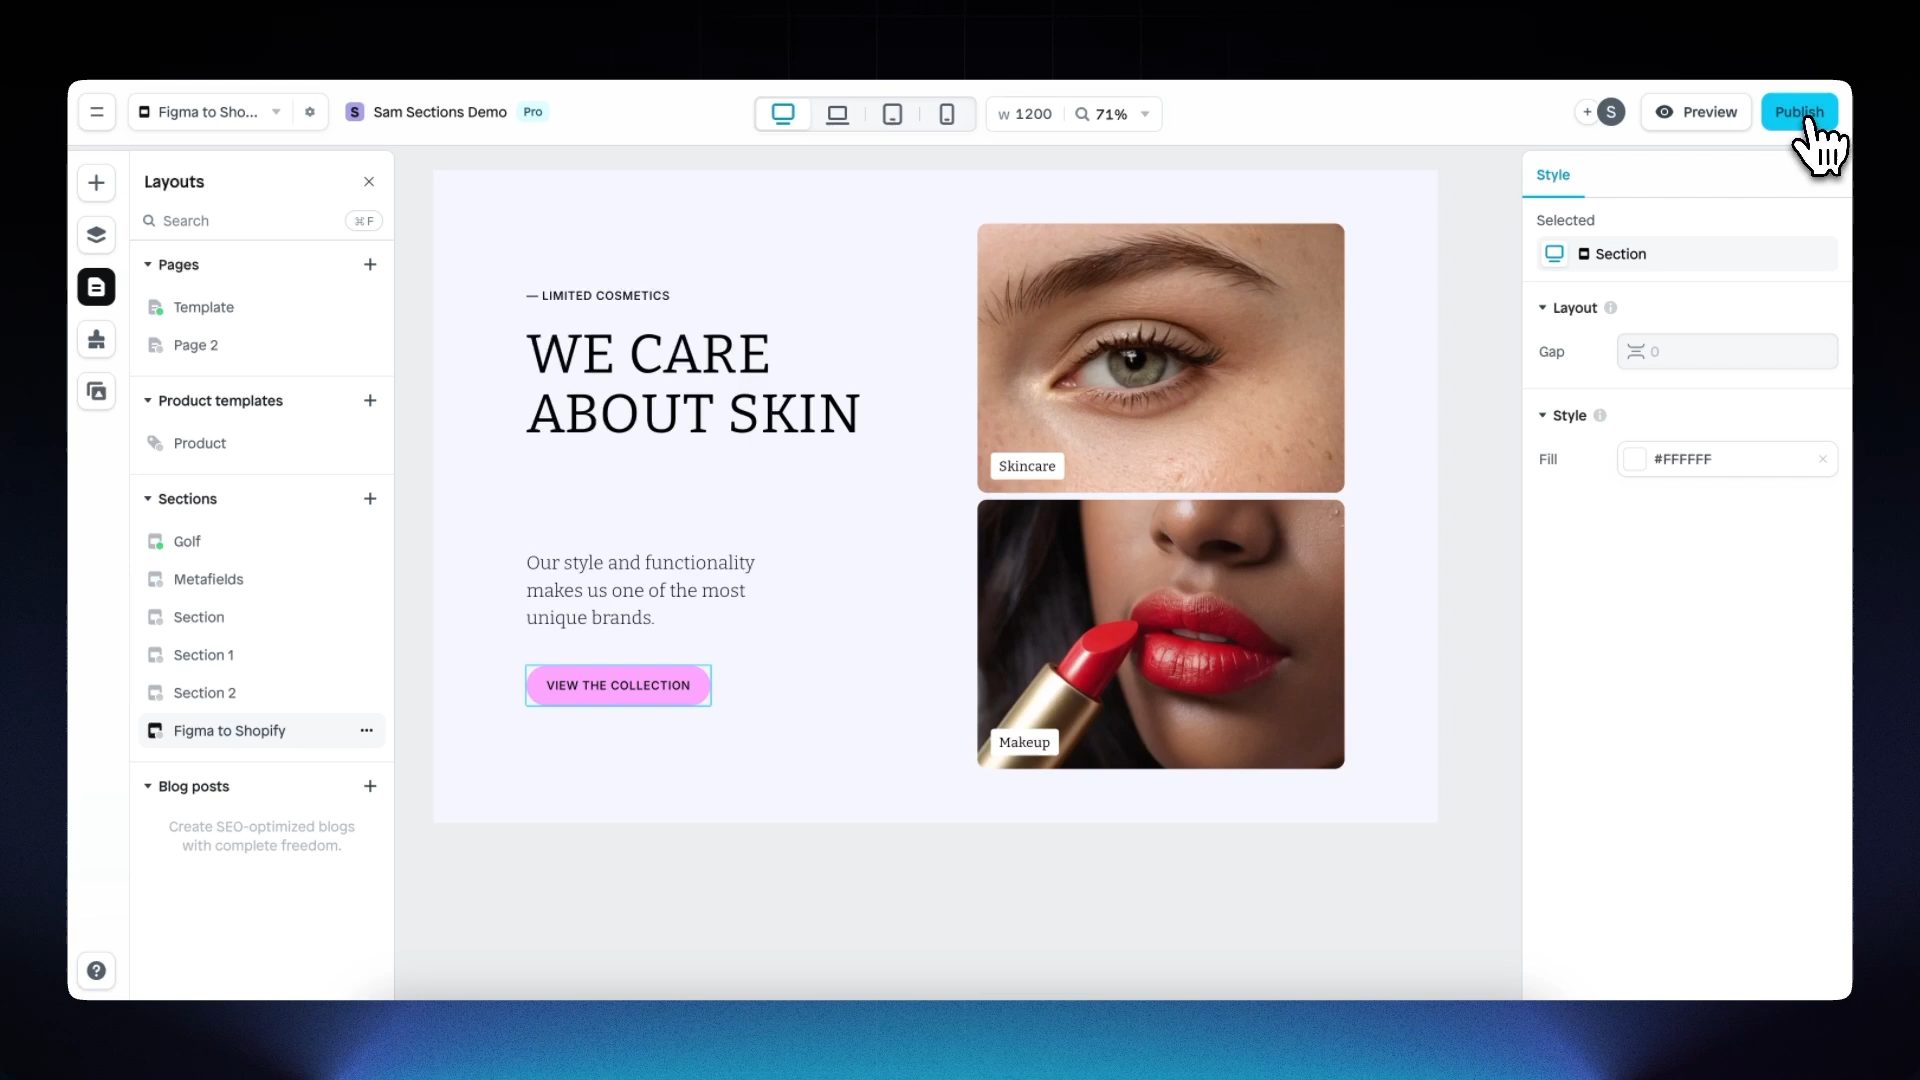 Figma to Sho...
S
Sam Sections Demo
Pro
W 1200
71%
+
S
Preview
Publish
Layouts
Search
⌘ F
Pages
Template
Page 2
Product templates
Product
Sections
Golf
Metafields
Section
Section 1
Section 2
Figma to Shopify
Blog posts
Create SEO-optimized blogs
with complete freedom.
— LIMITED COSMETICS
WE CARE
ABOUT SKIN
Our style and functionality
makes us one of the most
unique brands.
VIEW THE COLLECTION
Skincare
Makeup
Style
Selected
Section
Layout
Gap
0
Style
Fill
#FFFFFF